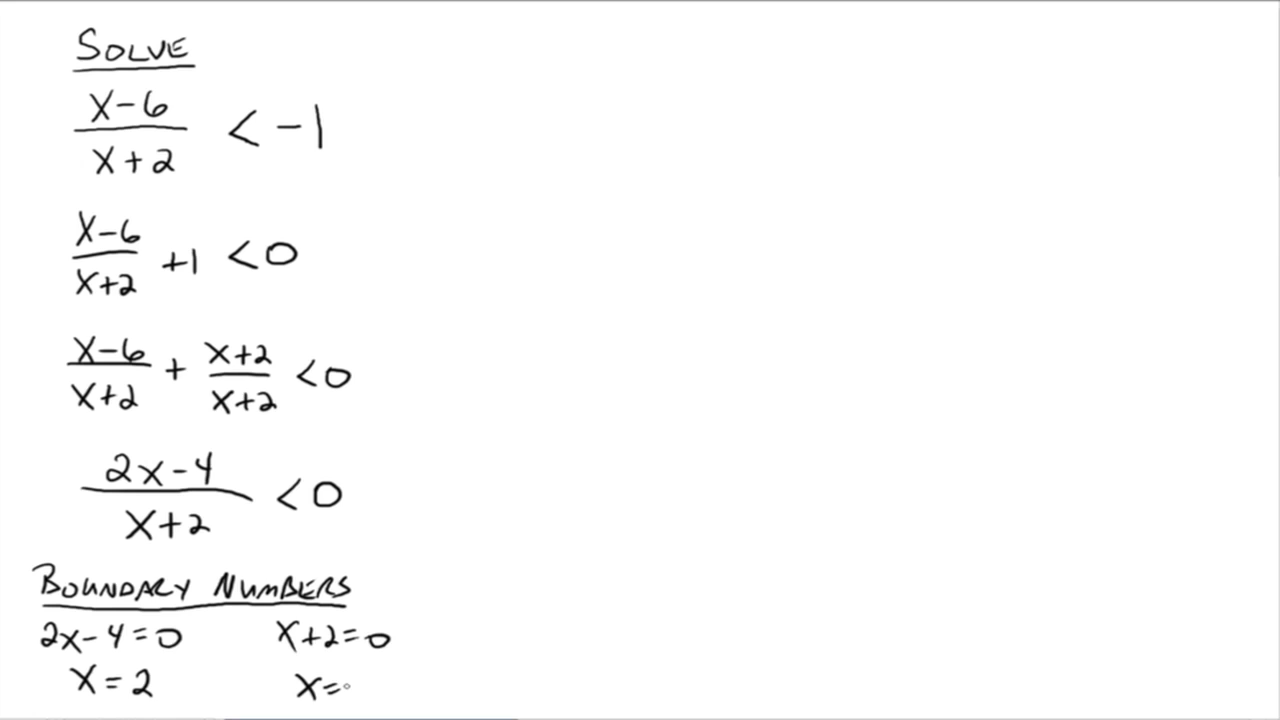 SOLVE
x-6
x+2 < -1
x-6
x+2 +1 <0
x-6 + x+2 <0
x+2 x+2
2x-4 <0
x+2
BOUNDARY NUMBERS
2x-4=0 x+2=0
x=2 x=